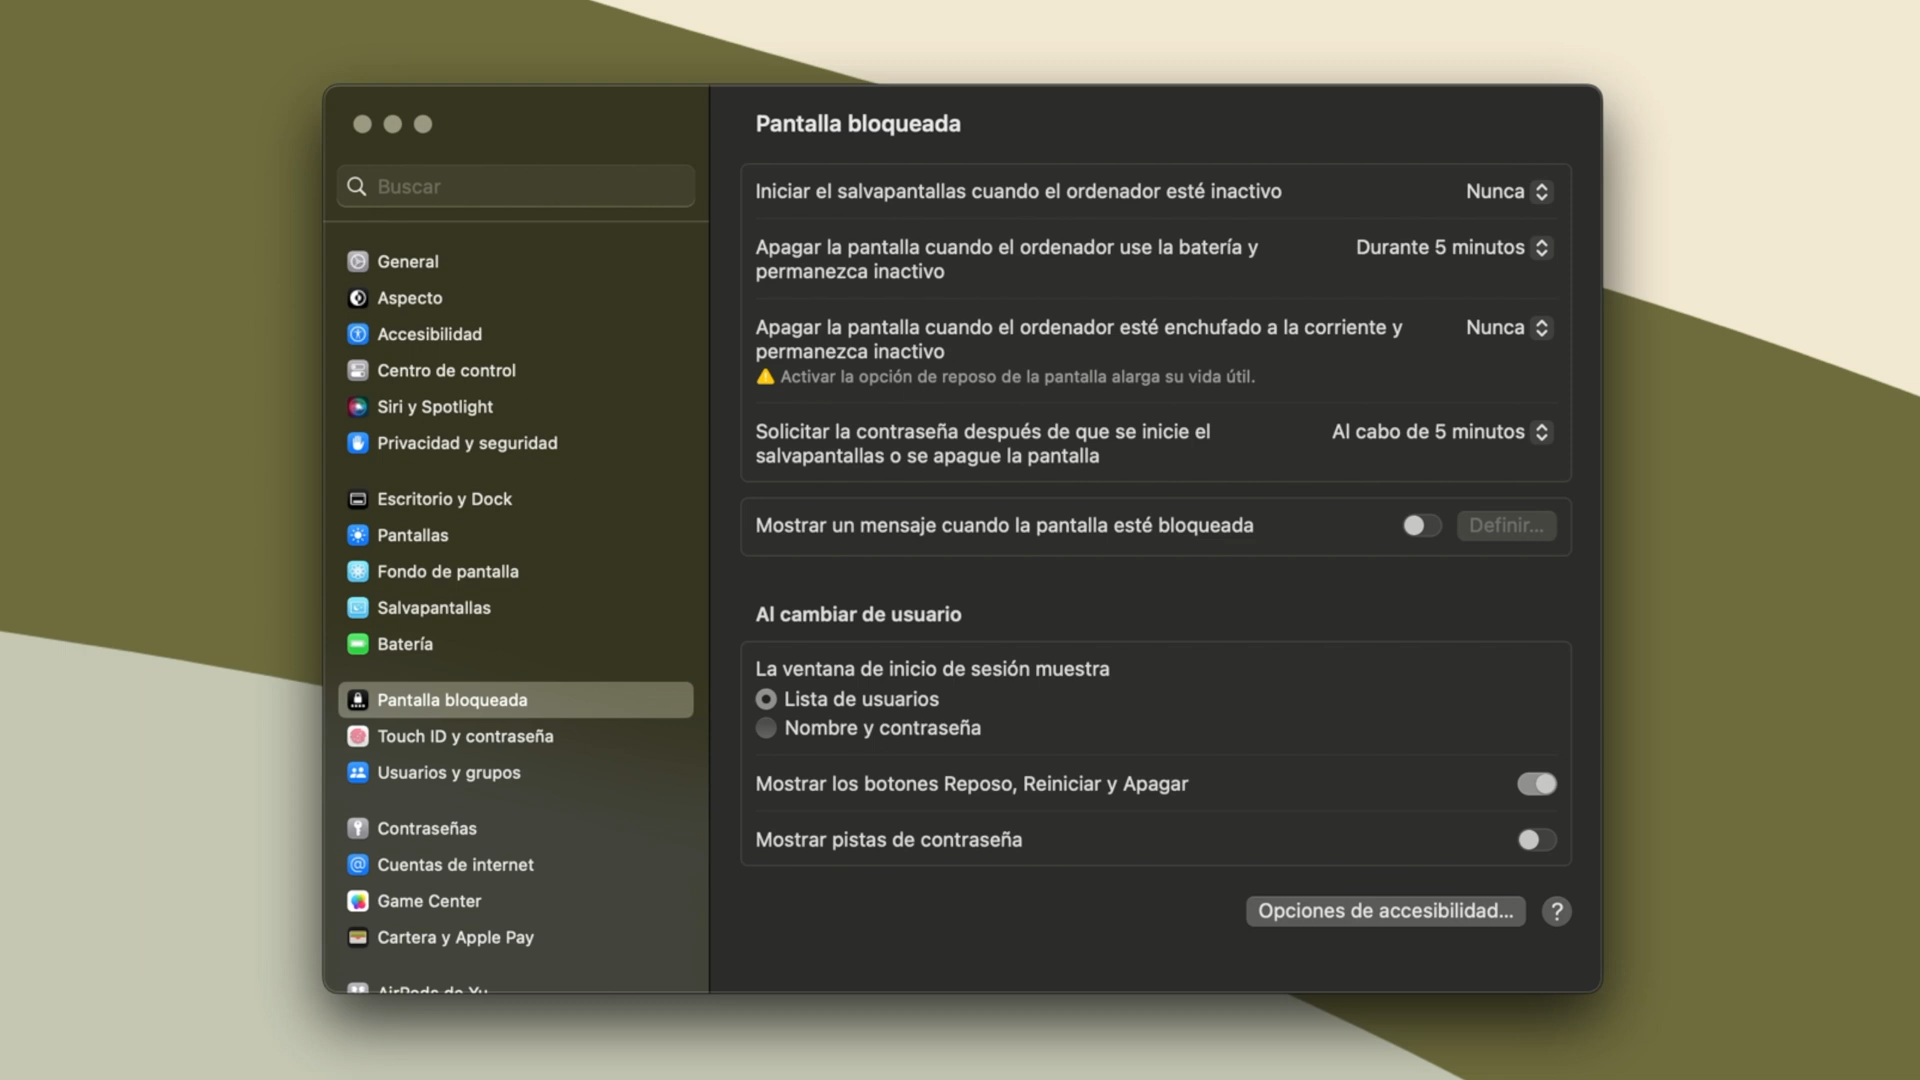 Pantalla bloqueada
Buscar
General
Aspecto
Accesibilidad
Centro de control
Siri y Spotlight
Privacidad y seguridad
Escritorio y Dock
Pantallas
Fondo de pantalla
Salvapantallas
Batería
Pantalla bloqueada
Touch ID y contraseña
Usuarios y grupos
Contraseñas
Cuentas de internet
Game Center
Cartera y Apple Pay
AirPods de Yu
Iniciar el salvapantallas cuando el ordenador esté inactivo Nunca
Apagar la pantalla cuando el ordenador use la batería y Durante 5 minutos
permanezca inactivo
Apagar la pantalla cuando el ordenador esté enchufado a la corriente y Nunca
permanezca inactivo
Activar la opción de reposo de la pantalla alarga su vida útil.
Solicitar la contraseña después de que se inicie el Al cabo de 5 minutos
salvapantallas o se apague la pantalla
Mostrar un mensaje cuando la pantalla esté bloqueada Definir...
Al cambiar de usuario
La ventana de inicio de sesión muestra
Lista de usuarios
Nombre y contraseña
Mostrar los botones Reposo, Reiniciar y Apagar
Mostrar pistas de contraseña
Opciones de accesibilidad... ?